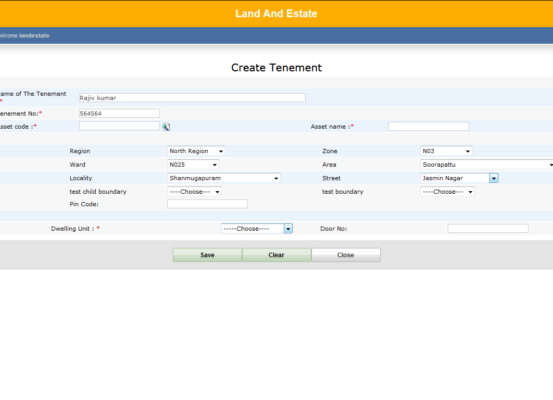 Land And Estate
elcome landestate
Create Tenement
ame of The Tenement
* Rajiv kumar
enement No:* 564564
sset code :* Asset name :*
Region North Region Zone N03
Ward N025 Area Soorapattu
Locality Shanmugapuram Street Jasmin Nagar
test child boundary ----Choose--- test boundary ----Choose---
Pin Code:
Dwelling Unit : * -----Choose---- Door No:
Save Clear Close